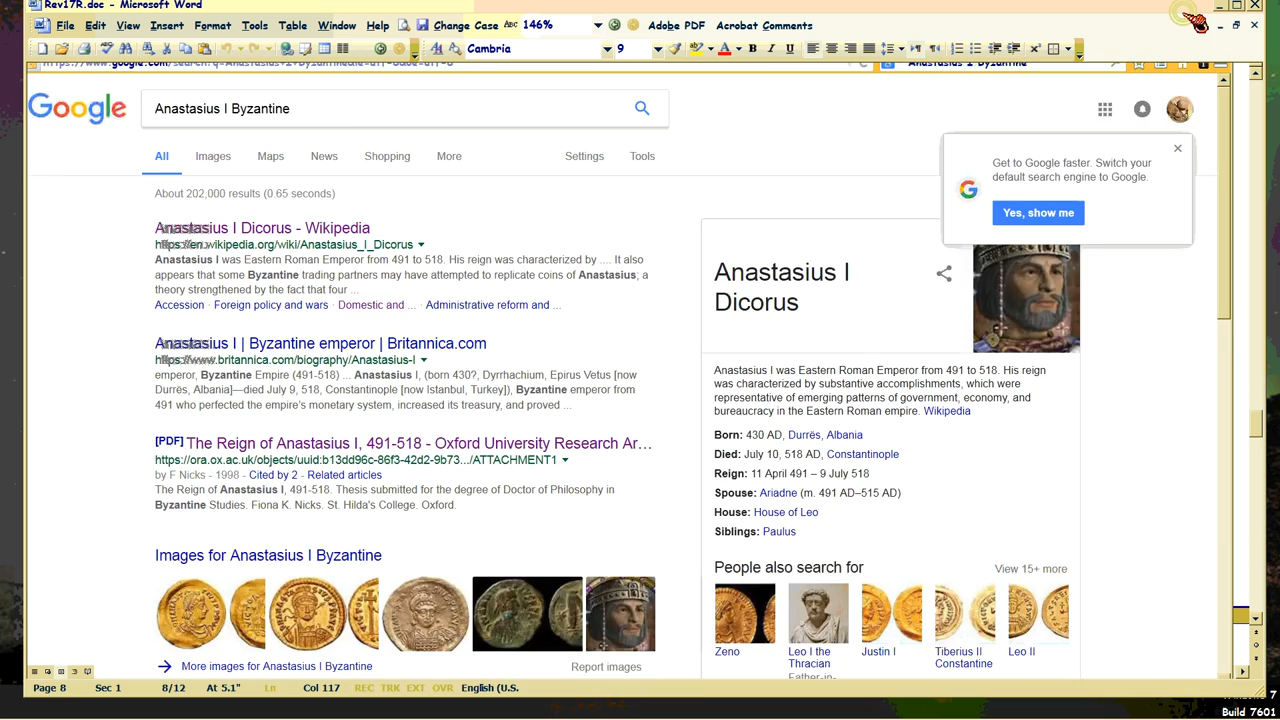 Rev17R.doc - Microsoft Word
File Edit View Insert Format Tools Table Window Help Change Case ABC 146% Adobe PDF Acrobat Comments
Cambria 9 B I U
Google
Anastasius I Byzantine
All Images Maps News Shopping More Settings Tools
About 202,000 results (0.65 seconds)
Get to Google faster. Switch your
default search engine to Google.
Yes, show me
Anastasius I Dicorus - Wikipedia
https://en.wikipedia.org/wiki/Anastasius_I_Dicorus
Anastasius I was Eastern Roman Emperor from 491 to 518. His reign was characterized by .... It also
appears that some Byzantine trading partners may have attempted to replicate coins of Anastasius; a
theory strengthened by the fact that four ...
Accession · Foreign policy and wars · Domestic and ... · Administrative reform and ...
Anastasius I | Byzantine emperor | Britannica.com
https://www.britannica.com/biography/Anastasius-I
emperor, Byzantine Empire (491-518) ... Anastasius I, (born 430?, Dyrrhachium, Epirus Vetus [now
Durrës, Albania]—died July 9, 518, Constantinople [now Istanbul, Turkey]), Byzantine emperor from
491 who perfected the empire's monetary system, increased its treasury, and proved ...
[PDF] The Reign of Anastasius I, 491-518 - Oxford University Research Ar...
https://ora.ox.ac.uk/objects/uuid:b13dd96c-86f3-42d2-9b73.../ATTACHMENT1
by F Nicks - 1998 - Cited by 2 - Related articles
The Reign of Anastasius I, 491-518. Thesis submitted for the degree of Doctor of Philosophy in
Byzantine Studies. Fiona K. Nicks. St. Hilda's College. Oxford.
Images for Anastasius I Byzantine
More images for Anastasius I Byzantine
Report images
Anastasius I
Dicorus
Anastasius I was Eastern Roman Emperor from 491 to 518. His reign
was characterized by substantive accomplishments, which were
representative of emerging patterns of government, economy, and
bureaucracy in the Eastern Roman empire. Wikipedia
Born: 430 AD, Durrës, Albania
Died: July 10, 518 AD, Constantinople
Reign: 11 April 491 – 9 July 518
Spouse: Ariadne (m. 491 AD–515 AD)
House: House of Leo
Siblings: Paulus
People also search for
View 15+ more
Zeno Leo I the Justin I Tiberius II Leo II
Thracian Constantine
Father-in-
Page 8 Sec 1 8/12 At 5.1" Ln Col 117 REC TRK EXT OVR English (U.S.
7
Build 7601